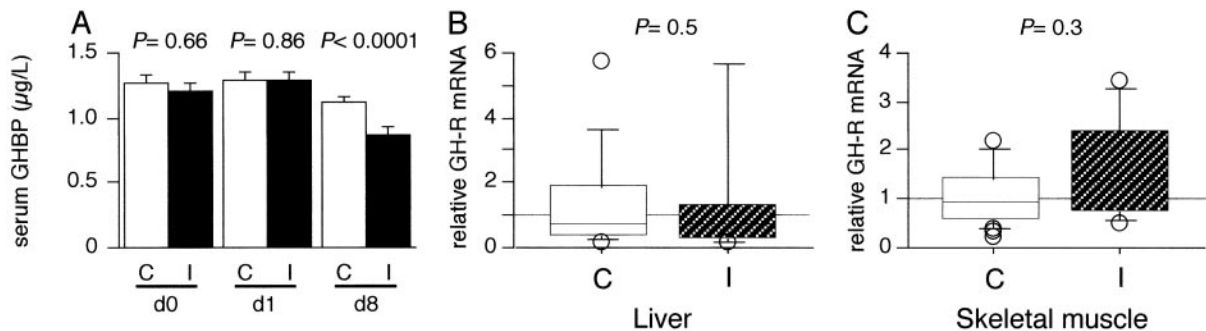 A
P= 0.66 P= 0.86 P< 0.0001
serum GHBP (µg/L)
1.5
1.0
0.5
0
C I C I C I
d0 d1 d8
B
P= 0.5
relative GH-R mRNA
6
4
2
1
0
C I
Liver
C
P= 0.3
relative GH-R mRNA
4
3
2
1
0
C I
Skeletal muscle